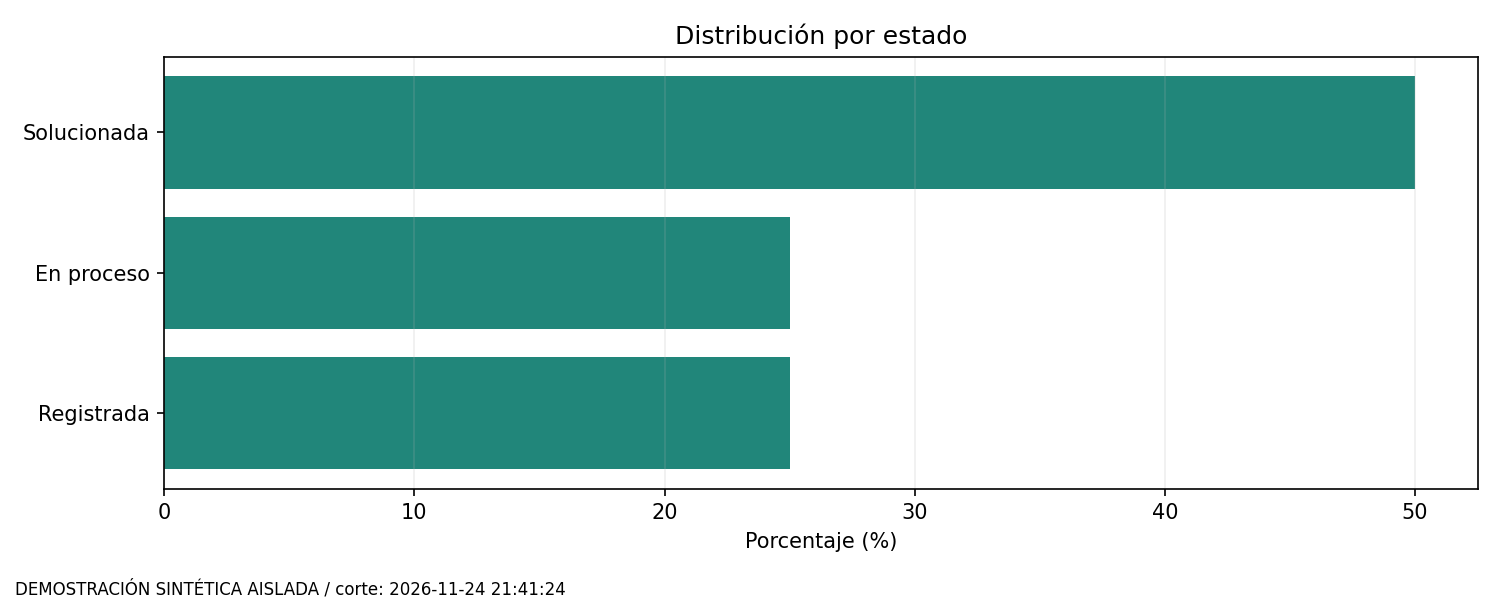 Distribución por estado
Solucionada
En proceso
Registrada
0 10 20 30 40 50
Porcentaje (%)
DEMOSTRACIÓN SINTÉTICA AISLADA / corte: 2026-11-24 21:41:24